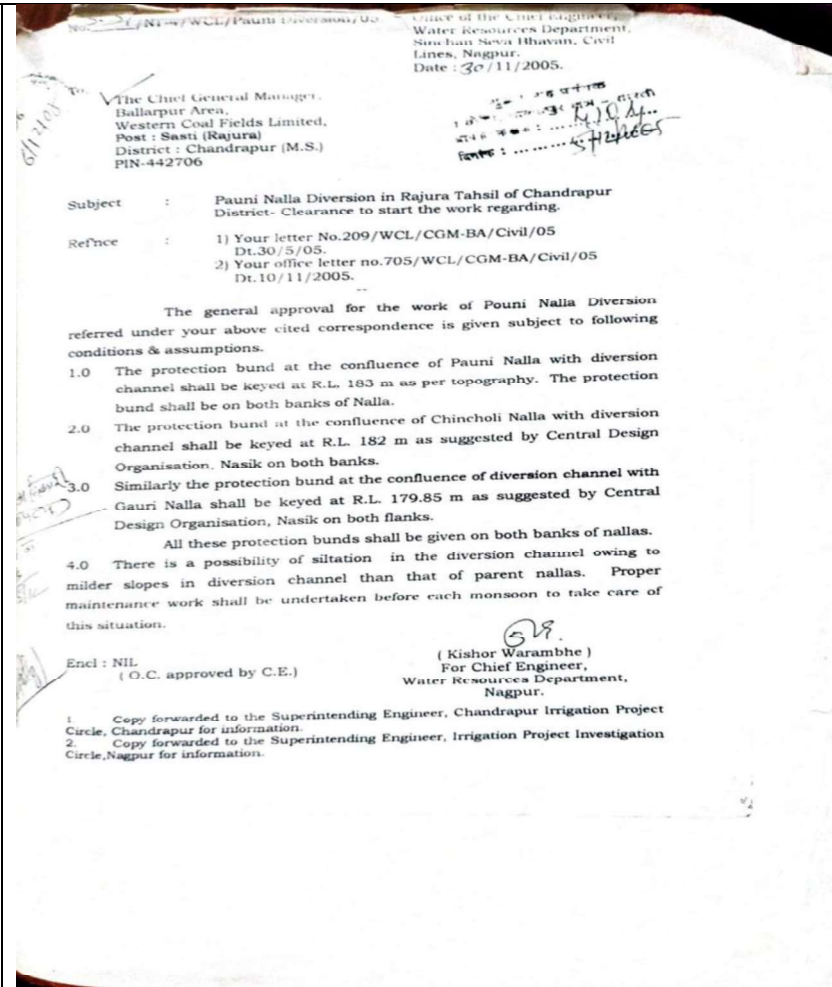 /WCL/Pauni Diversion/05
Office of the Chief Engineer,
Water Resources Department,
Sinchan Seva Bhavan, Civil
Lines, Nagpur.
Date : 30/11/2005.
The Chief General Manager,
Ballarpur Area,
Western Coal Fields Limited,
Post : Sasti (Rajura)
District : Chandrapur (M.S.)
PIN-442706
Subject : Pauni Nalla Diversion in Rajura Tahsil of Chandrapur
District- Clearance to start the work regarding.
Ref'nce : 1) Your letter No.209/WCL/CGM-BA/Civil/05
Dt.30/5/05.
2) Your office letter no.705/WCL/CGM-BA/Civil/05
Dt.10/11/2005.
--
The general approval for the work of Pouni Nalla Diversion
referred under your above cited correspondence is given subject to following
conditions & assumptions.
1.0 The protection bund at the confluence of Pauni Nalla with diversion
channel shall be keyed at R.L. 183 m as per topography. The protection
bund shall be on both banks of Nalla.
2.0 The protection bund at the confluence of Chincholi Nalla with diversion
channel shall be keyed at R.L. 182 m as suggested by Central Design
Organisation, Nasik on both banks.
3.0 Similarly the protection bund at the confluence of diversion channel with
Gauri Nalla shall be keyed at R.L. 179.85 m as suggested by Central
Design Organisation, Nasik on both flanks.
All these protection bunds shall be given on both banks of nallas.
4.0 There is a possibility of siltation in the diversion channel owing to
milder slopes in diversion channel than that of parent nallas. Proper
maintenance work shall be undertaken before each monsoon to take care of
this situation.
Encl : NIL
( O.C. approved by C.E.)
( Kishor Warambhe )
For Chief Engineer,
Water Resources Department,
Nagpur.
1. Copy forwarded to the Superintending Engineer, Chandrapur Irrigation Project
Circle, Chandrapur for information.
2. Copy forwarded to the Superintending Engineer, Irrigation Project Investigation
Circle,Nagpur for information.